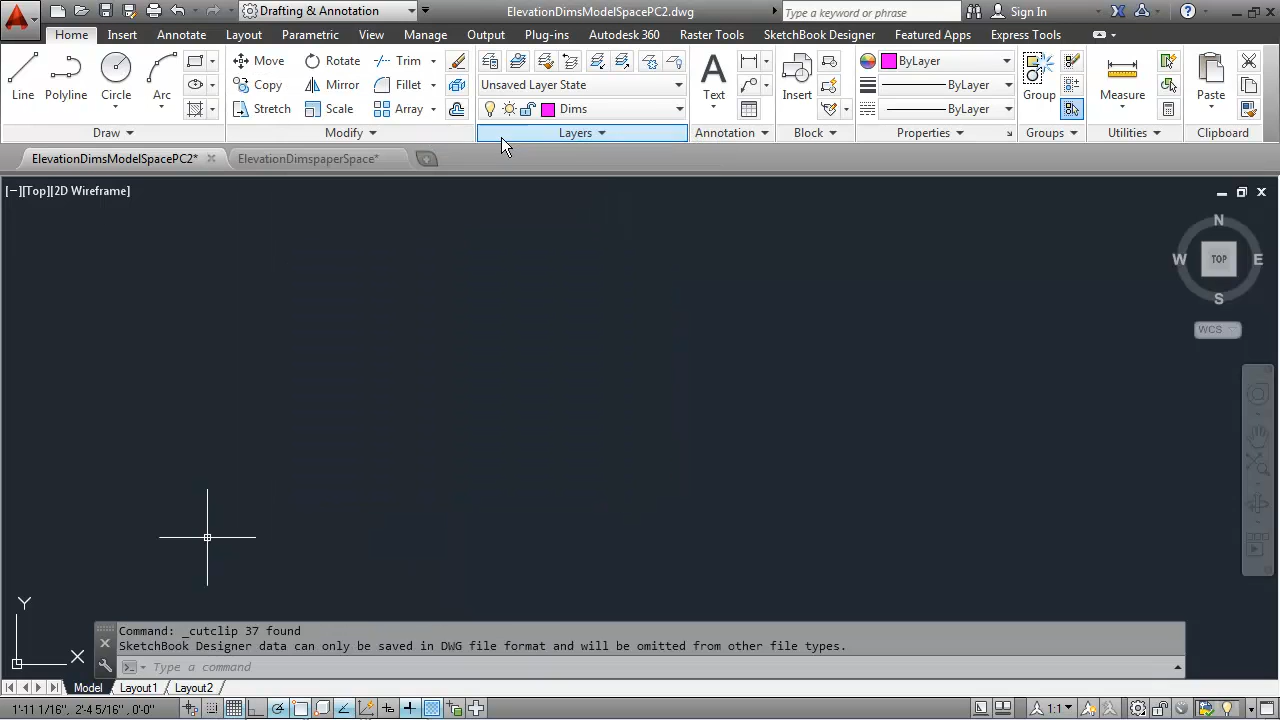 Drafting & Annotation
ElevationDimsModelSpacePC2.dwg
Type a keyword or phrase
Sign In
Home Insert Annotate Layout Parametric View Manage Output Plug-ins Autodesk 360 Raster Tools SketchBook Designer Featured Apps Express Tools
Line
Polyline
Circle
Arc
Move Rotate Trim
Copy Mirror Fillet
Stretch Scale Array
Unsaved Layer State
Dims
Text
Insert
ByLayer
ByLayer
ByLayer
Group
Measure
Paste
Draw Modify Layers Annotation Block Properties Groups Utilities Clipboard
ElevationDimsModelSpacePC2* ElevationDimspaperSpace*
[−][Top][2D Wireframe]
N
W TOP E
S
WCS
Y
X
Command: _cutclip 37 found
SketchBook Designer data can only be saved in DWG file format and will be omitted from other file types.
Type a command
Model Layout1 Layout2
1'-11 1/16", 2'-4 5/16", 0'-0"
1:1